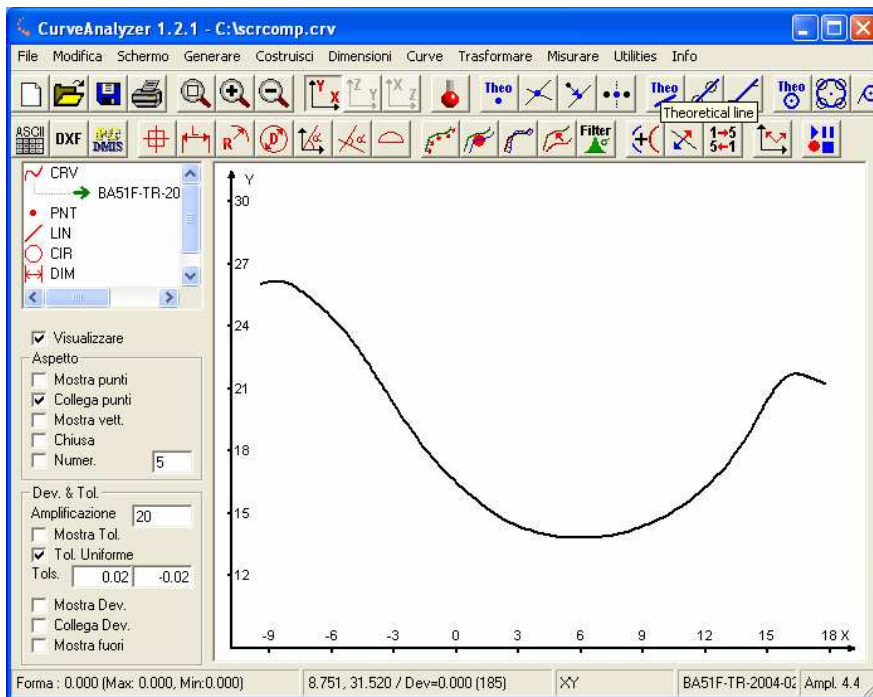 CurveAnalyzer 1.2.1 - C:\scrcomp.crv
File Modifica Schermo Generare Costruisci Dimensioni Curve Trasformare Misurare Utilities Info
Y X Z Y X Z Theo Theo Theo
Theoretical line
ASCII DXF DMIS R D α α Filter σ 1→5 5←1
CRV
BA51F-TR-20
PNT
LIN
CIR
DIM
Visualizzare
Aspetto
Mostra punti
Collega punti
Mostra vett.
Chiusa
Numer. 5
Dev. & Tol.
Amplificazione 20
Mostra Tol.
Tol. Uniforme
Tols. 0.02 -0.02
Mostra Dev.
Collega Dev.
Mostra fuori
Y
30
27
24
21
18
15
12
-9 -6 -3 0 3 6 9 12 15 18 X
Forma : 0.000 (Max: 0.000, Min:0.000) 8.751, 31.520 / Dev=0.000 (185) XY BA51F-TR-2004-02 Ampl. 4.4